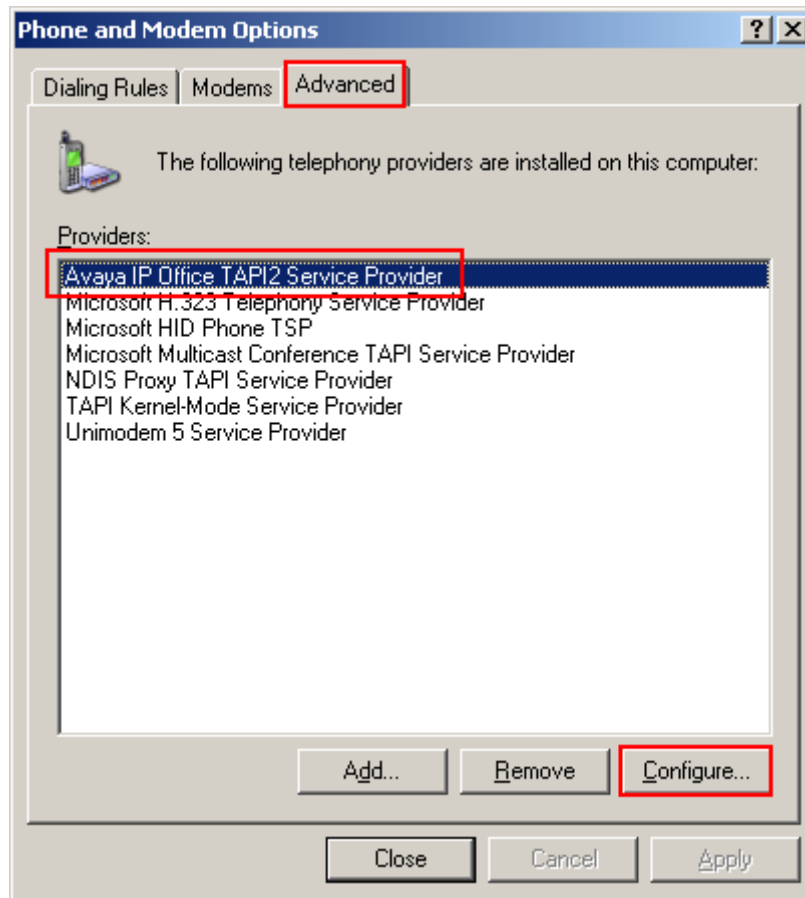 Phone and Modem Options
Dialing Rules Modems Advanced
The following telephony providers are installed on this computer:
Providers:
Avaya IP Office TAPI2 Service Provider
Microsoft H.323 Telephony Service Provider
Microsoft HID Phone TSP
Microsoft Multicast Conference TAPI Service Provider
NDIS Proxy TAPI Service Provider
TAPI Kernel-Mode Service Provider
Unimodem 5 Service Provider
Add... Remove Configure...
Close Cancel Apply